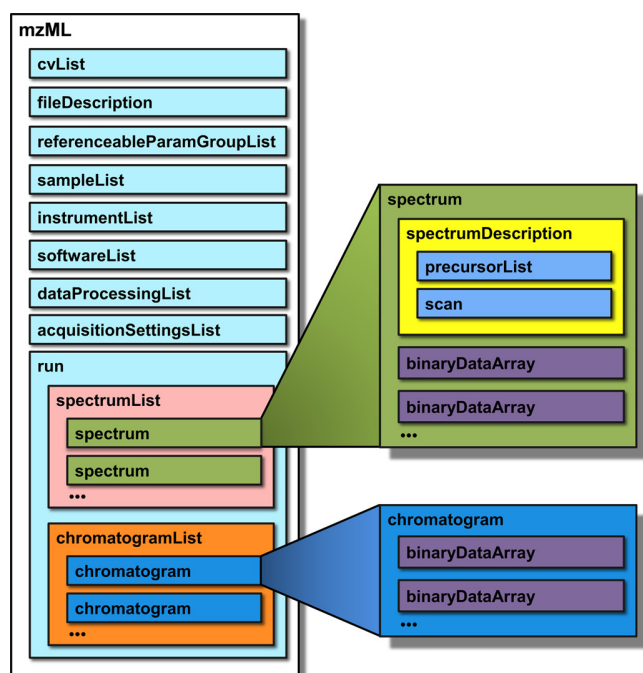 mzML
cvList
fileDescription
referenceableParamGroupList
sampleList
instrumentList
softwareList
dataProcessingList
acquisitionSettingsList
run
spectrumList
spectrum
spectrum
...
chromatogramList
chromatogram
chromatogram
...
spectrum
spectrumDescription
precursorList
scan
binaryDataArray
binaryDataArray
...
chromatogram
binaryDataArray
binaryDataArray
...